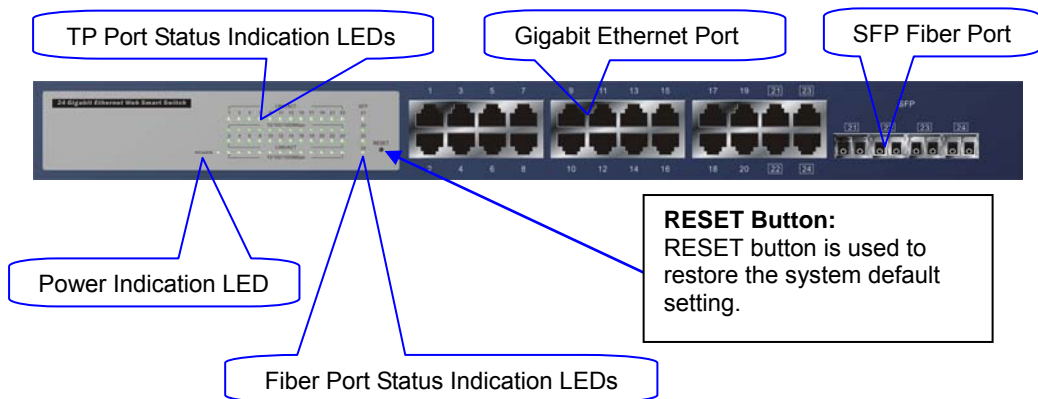 TP Port Status Indication LEDs
Gigabit Ethernet Port
SFP Fiber Port
24 Gigabit Ethernet Web Smart Switch
SFP
RESET
POWER
1 3 5 7
9 11 13 15
17 19 21 23
2 4 6 8
10 12 14 16
18 20 22 24
SFP
21 22 23 24
RESET Button:
RESET button is used to
restore the system default
setting.
Power Indication LED
Fiber Port Status Indication LEDs